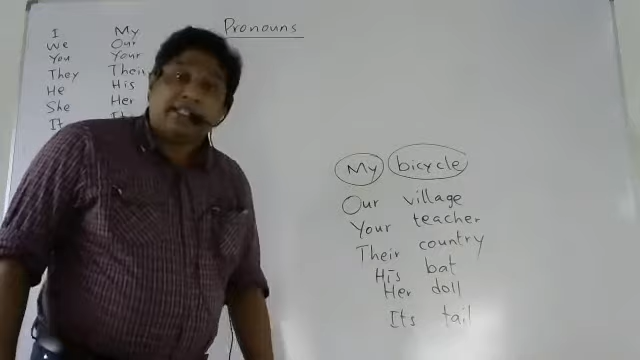 Pronouns
I My
We Our
You Your
They Their
He His
She Her
It
My bicycle
Our village
Your teacher
Their country
His bat
Her doll
Its tail